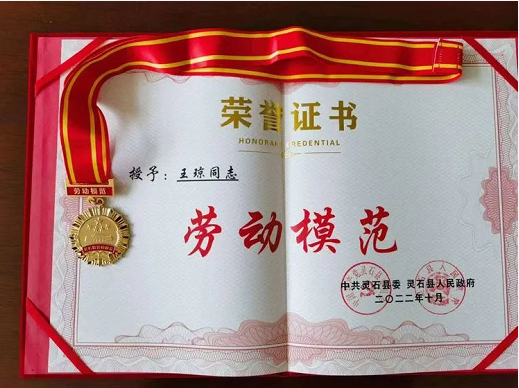 荣誉证书
HONORARY CREDENTIAL
授予：王琼同志
劳动模范
劳动模范
中共灵石县委 灵石县人民政府
二〇二二年十月